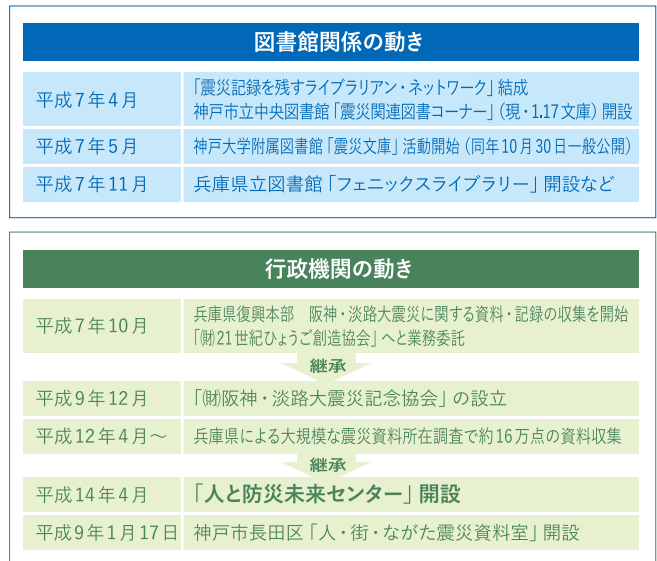 図書館関係の動き
平成7年4月
「震災記録を残すライブラリアン・ネットワーク」結成
神戸市立中央図書館「震災関連図書コーナー」(現・1.17文庫)開設
平成7年5月
神戸大学附属図書館「震災文庫」活動開始(同年10月30日一般公開)
平成7年11月
兵庫県立図書館「フェニックスライブラリー」開設など
行政機関の動き
平成7年10月
兵庫県復興本部　阪神・淡路大震災に関する資料・記録の収集を開始
「㈶21世紀ひょうご創造協会」へと業務委託
継承
平成9年12月
「㈶阪神・淡路大震災記念協会」の設立
平成12年4月～
兵庫県による大規模な震災資料所在調査で約16万点の資料収集
継承
平成14年4月
「人と防災未来センター」開設
平成9年1月17日
神戸市長田区「人・街・ながた震災資料室」開設